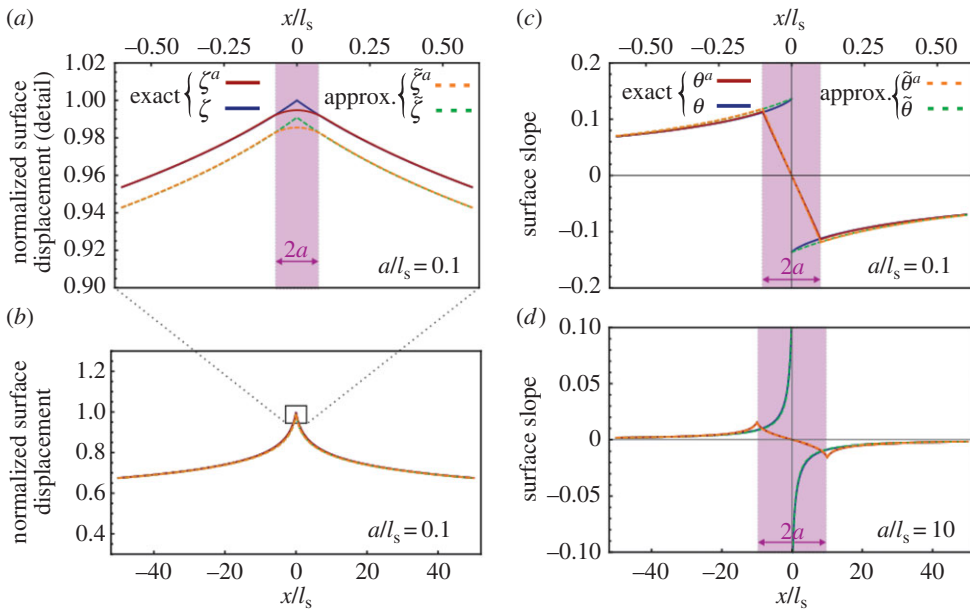 (a)
x/lₛ
−0.50 −0.25 0 0.25 0.50
normalized surface
displacement (detail)
1.02
1.00
0.98
0.96
0.94
0.92
0.90
exact { ζᵃ
ζ
approx. { ζ̃ᵃ
ζ̃
2a
a/lₛ = 0.1
(b)
normalized surface
displacement
1.2
1.0
0.8
0.6
0.4
a/lₛ = 0.1
−40 −20 0 20 40
x/lₛ
(c)
x/lₛ
−0.50 −0.25 0 0.25 0.50
surface slope
0.2
0.1
0
−0.1
−0.2
exact { θᵃ
θ
approx. { θ̃ᵃ
θ̃
2a
a/lₛ = 0.1
(d)
surface slope
0.10
0.05
0
−0.05
−0.10
2a
a/lₛ = 10
−40 −20 0 20 40
x/lₛ